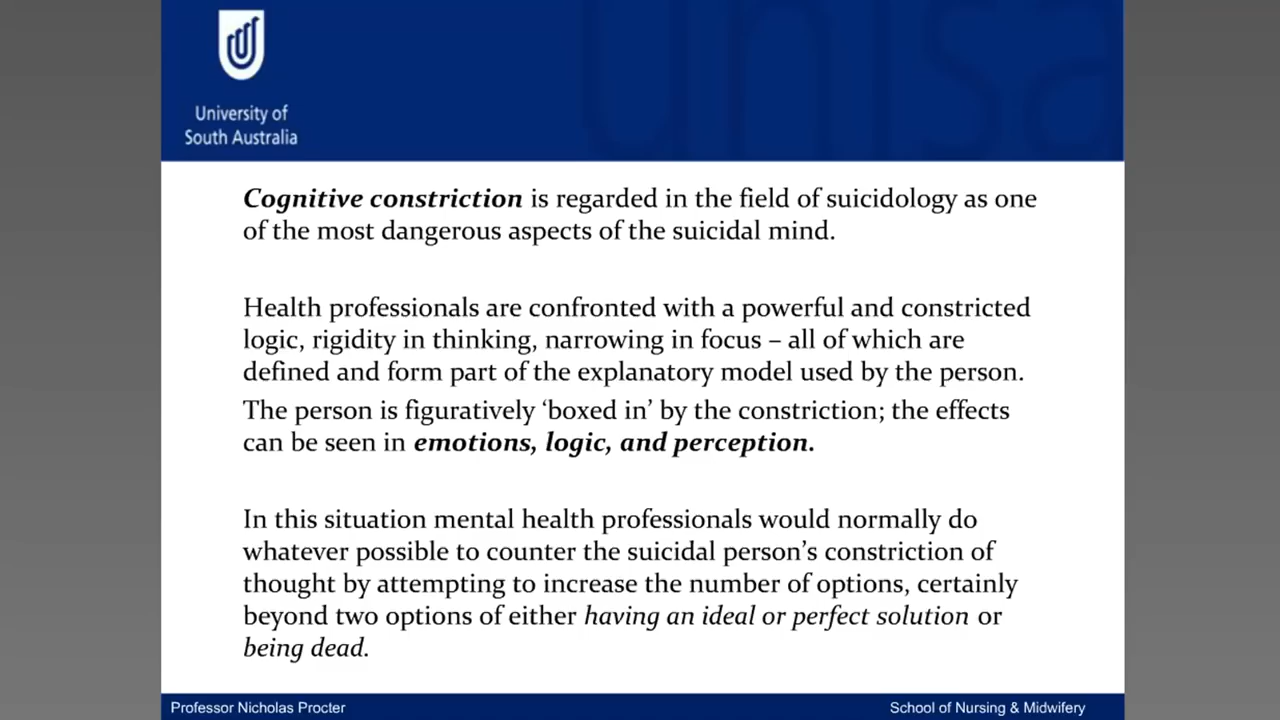 University of
South Australia
unisa
Cognitive constriction is regarded in the field of suicidology as one
of the most dangerous aspects of the suicidal mind.
Health professionals are confronted with a powerful and constricted
logic, rigidity in thinking, narrowing in focus – all of which are
defined and form part of the explanatory model used by the person.
The person is figuratively ‘boxed in’ by the constriction; the effects
can be seen in emotions, logic, and perception.
In this situation mental health professionals would normally do
whatever possible to counter the suicidal person’s constriction of
thought by attempting to increase the number of options, certainly
beyond two options of either having an ideal or perfect solution or
being dead.
Professor Nicholas Procter
School of Nursing & Midwifery